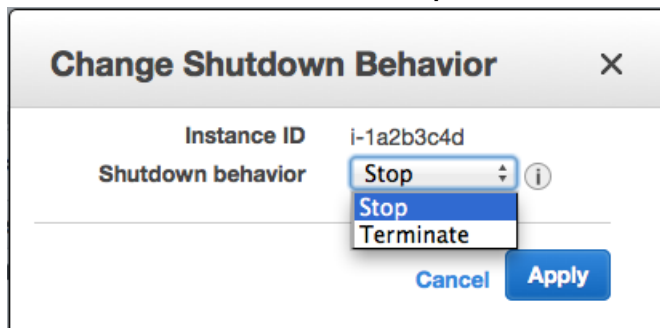 Change Shutdown Behavior ×
Instance ID i-1a2b3c4d
Shutdown behavior Stop i
Stop
Terminate
Cancel Apply